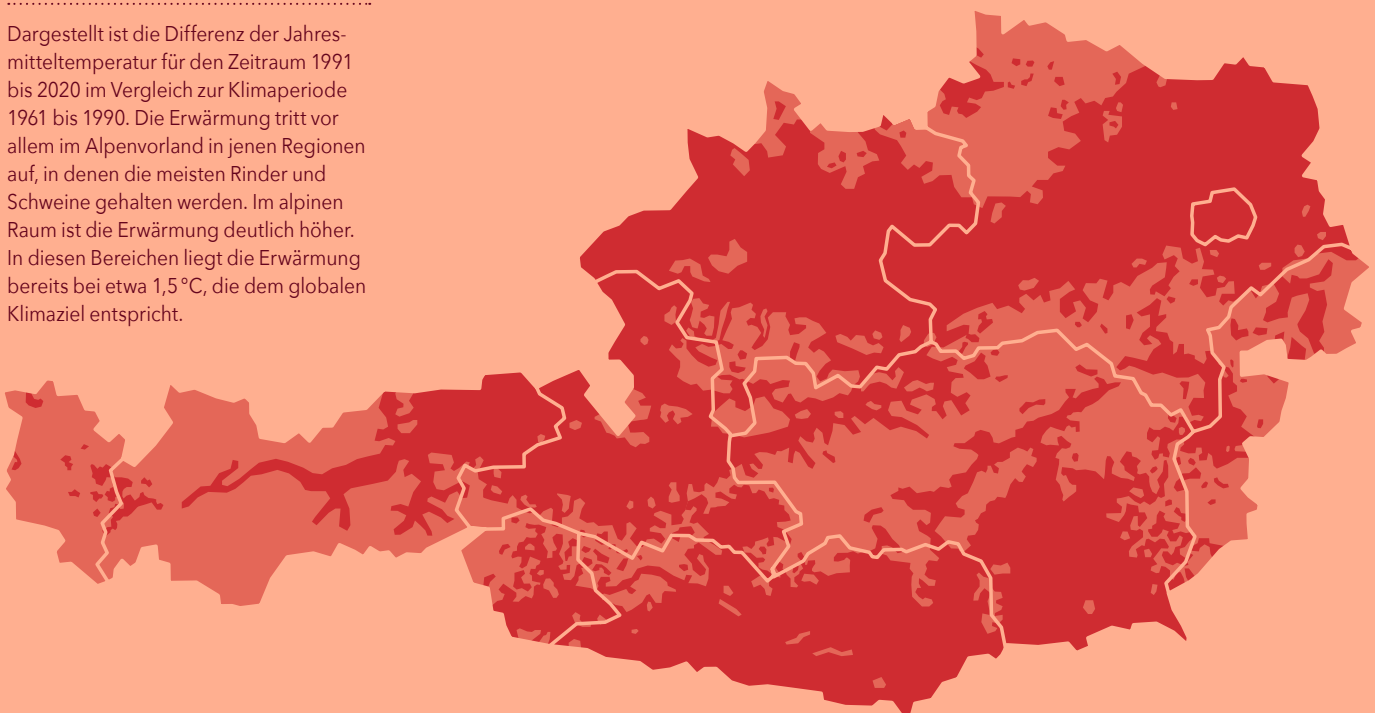 Dargestellt ist die Differenz der Jahres-
mitteltemperatur für den Zeitraum 1991
bis 2020 im Vergleich zur Klimaperiode
1961 bis 1990. Die Erwärmung tritt vor
allem im Alpenvorland in jenen Regionen
auf, in denen die meisten Rinder und
Schweine gehalten werden. Im alpinen
Raum ist die Erwärmung deutlich höher.
In diesen Bereichen liegt die Erwärmung
bereits bei etwa 1,5 °C, die dem globalen
Klimaziel entspricht.